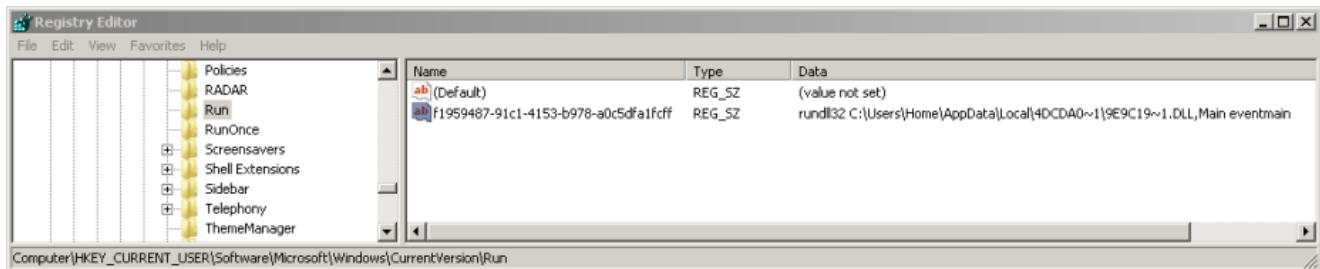 Registry Editor
File Edit View Favorites Help
Policies
RADAR
Run
RunOnce
Screensavers
Shell Extensions
Sidebar
Telephony
ThemeManager
Name Type Data
(Default) REG_SZ (value not set)
f1959487-91c1-4153-b978-a0c5dfa1fcff REG_SZ rundll32 C:\Users\Home\AppData\Local\4DCDA0~1\9E9C19~1.DLL,Main eventmain
Computer\HKEY_CURRENT_USER\Software\Microsoft\Windows\CurrentVersion\Run